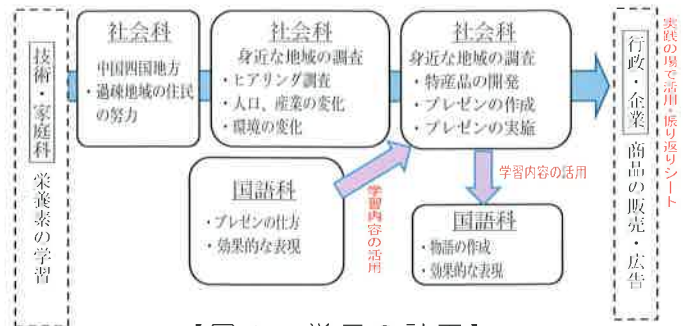 技術・家庭科
栄養素の学習
社会科
中国四国地方
・過疎地域の住民
の努力
社会科
身近な地域の調査
・ヒアリング調査
・人口、産業の変化
・環境の変化
社会科
身近な地域の調査
・特産品の開発
・プレゼンの作成
・プレゼンの実施
国語科
・プレゼンの仕方
・効果的な表現
学習内容の活用
学習内容の活用
国語科
・物語の作成
・効果的な表現
行政・企業
商品の販売・広告
実践の場で活用・振り返りシート